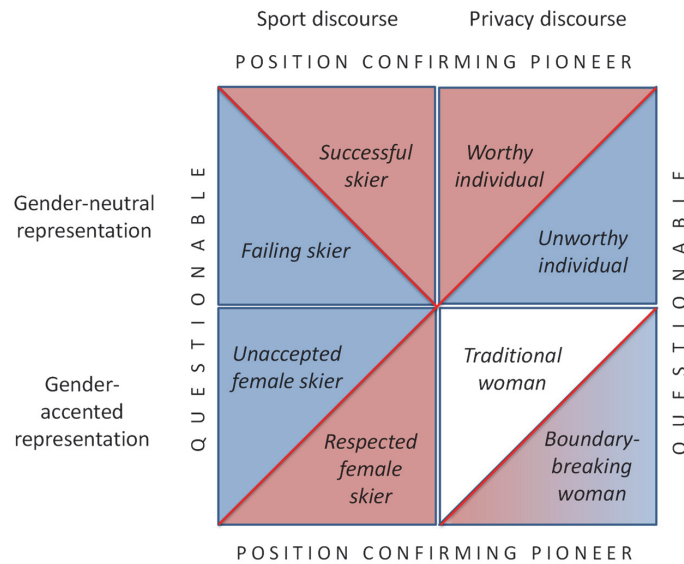 Sport discourse
Privacy discourse
POSITION CONFIRMING PIONEER
Gender-neutral
representation
QUESTIONABLE
Successful
skier
Worthy
individual
Failing skier
Unworthy
individual
QUESTIONABLE
Gender-
accented
representation
Unaccepted
female skier
Traditional
woman
Respected
female
skier
Boundary-
breaking
woman
POSITION CONFIRMING PIONEER